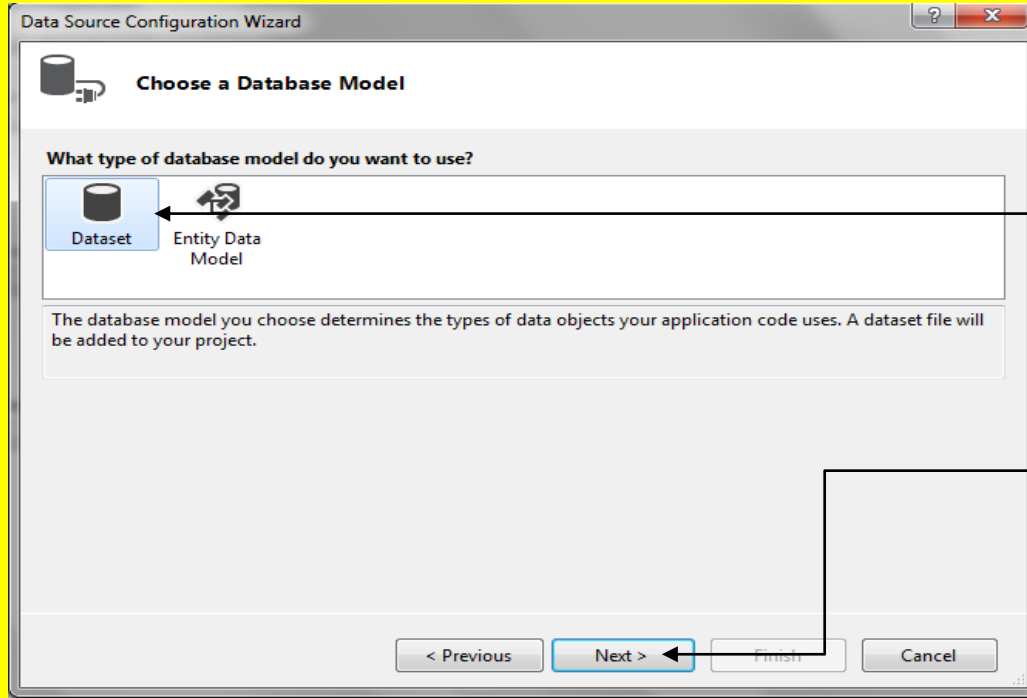 Data Source Configuration Wizard
?
Choose a Database Model
What type of database model do you want to use?
Dataset
Entity Data
Model
The database model you choose determines the types of data objects your application code uses. A dataset file will
be added to your project.
< Previous
Next >
Finish
Cancel